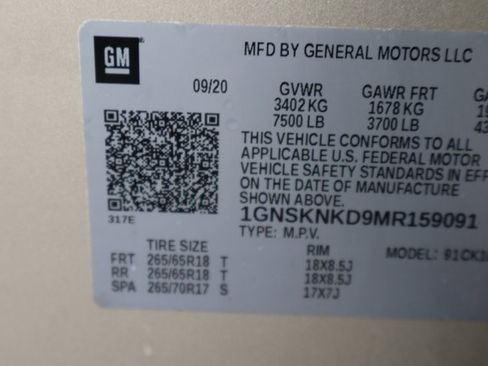 GM
MFD BY GENERAL MOTORS LLC
09/20 GVWR GAWR FRT
3402 KG 1678 KG
7500 LB 3700 LB
THIS VEHICLE CONFORMS TO ALL
APPLICABLE U.S. FEDERAL MOTOR
VEHICLE SAFETY STANDARDS IN
ON THE DATE OF MANUFACTURE
SHOWN ABOVE.
317E 1GNSKNKD9MR159091
TYPE: M.P.V. MODEL:
TIRE SIZE RIM
FRT 265/65R18 T 18X8.5J
RR 265/65R18 T 18X8.5J
SPA 265/70R17 S 17X7J